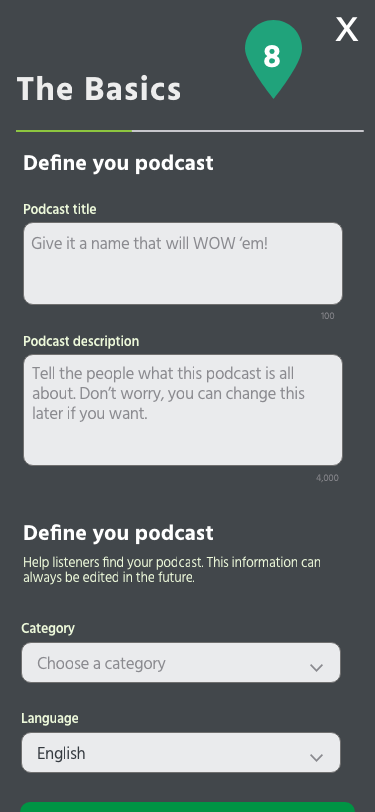 X
8
The Basics
Define you podcast
Podcast title
Give it a name that will WOW ‘em!
100
Podcast description
Tell the people what this podcast is all
about. Don’t worry, you can change this
later if you want.
4,000
Define you podcast
Help listeners find your podcast. This information can
always be edited in the future.
Category
Choose a category
Language
English